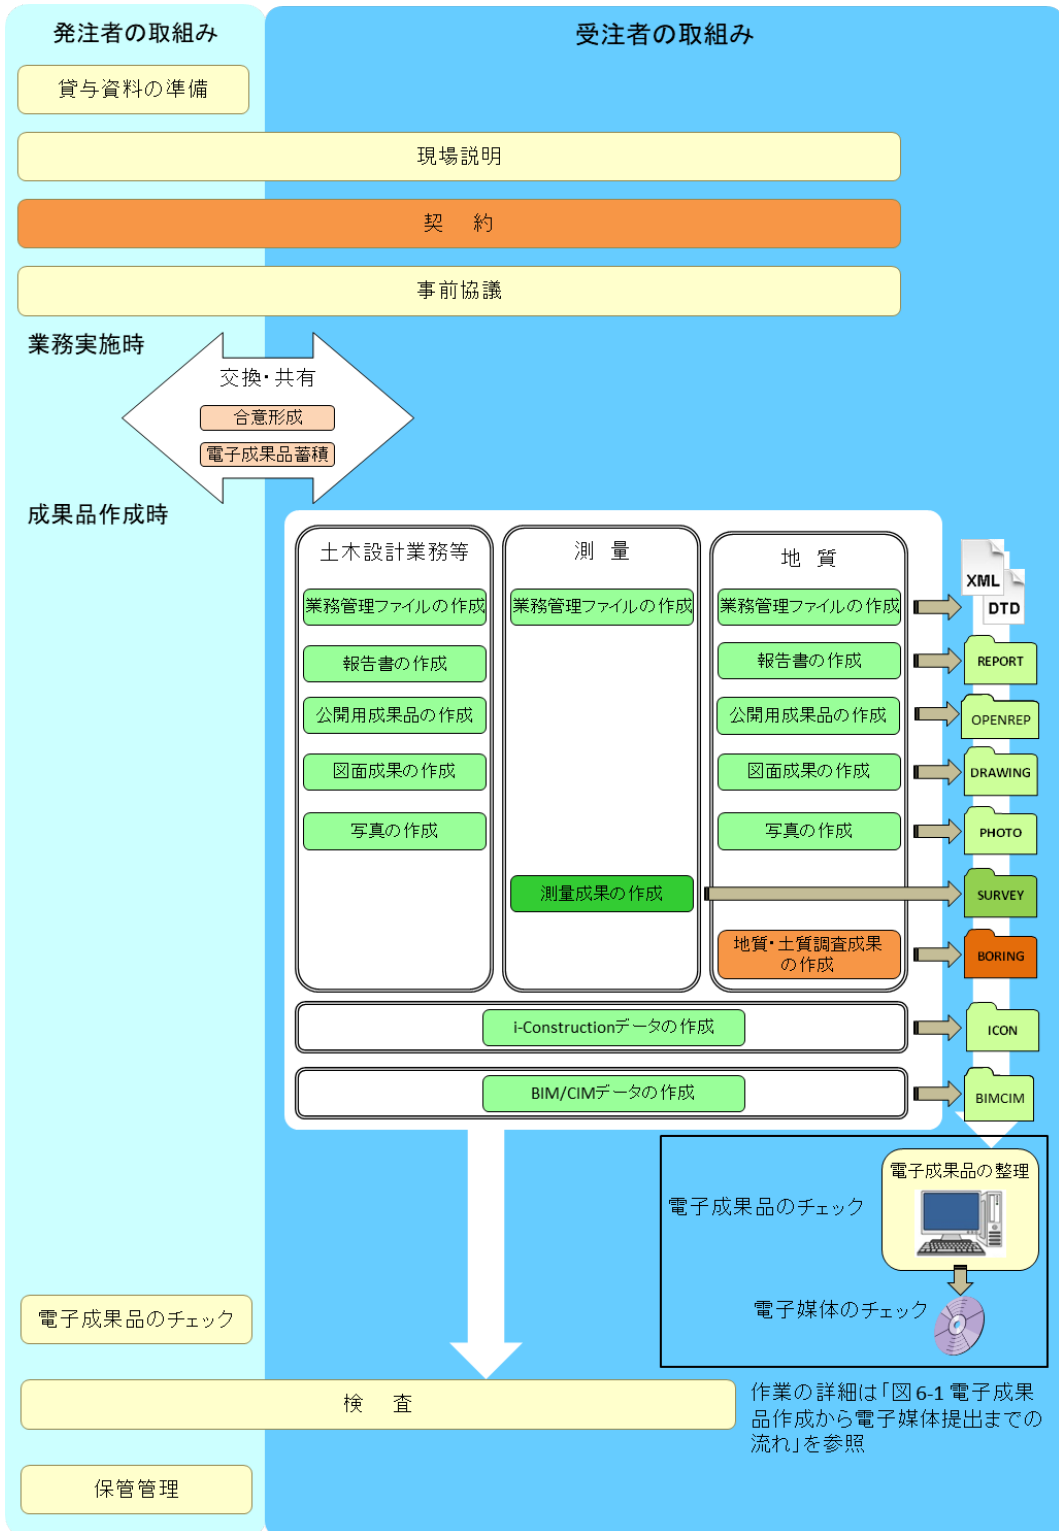 発注者の取組み
受注者の取組み
貸与資料の準備
現場説明
契　約
事前協議
業務実施時
交換・共有
合意形成
電子成果品蓄積
成果品作成時
土木設計業務等
業務管理ファイルの作成
報告書の作成
公開用成果品の作成
図面成果の作成
写真の作成
測　量
業務管理ファイルの作成
測量成果の作成
地　質
業務管理ファイルの作成
報告書の作成
公開用成果品の作成
図面成果の作成
写真の作成
地質・土質調査成果
の作成
i-Constructionデータの作成
BIM/CIMデータの作成
XML
DTD
REPORT
OPENREP
DRAWING
PHOTO
SURVEY
BORING
ICON
BIMCIM
電子成果品の整理
電子成果品のチェック
電子媒体のチェック
電子成果品のチェック
検　査
作業の詳細は「図6-1 電子成果
品作成から電子媒体提出までの
流れ」を参照
保管管理